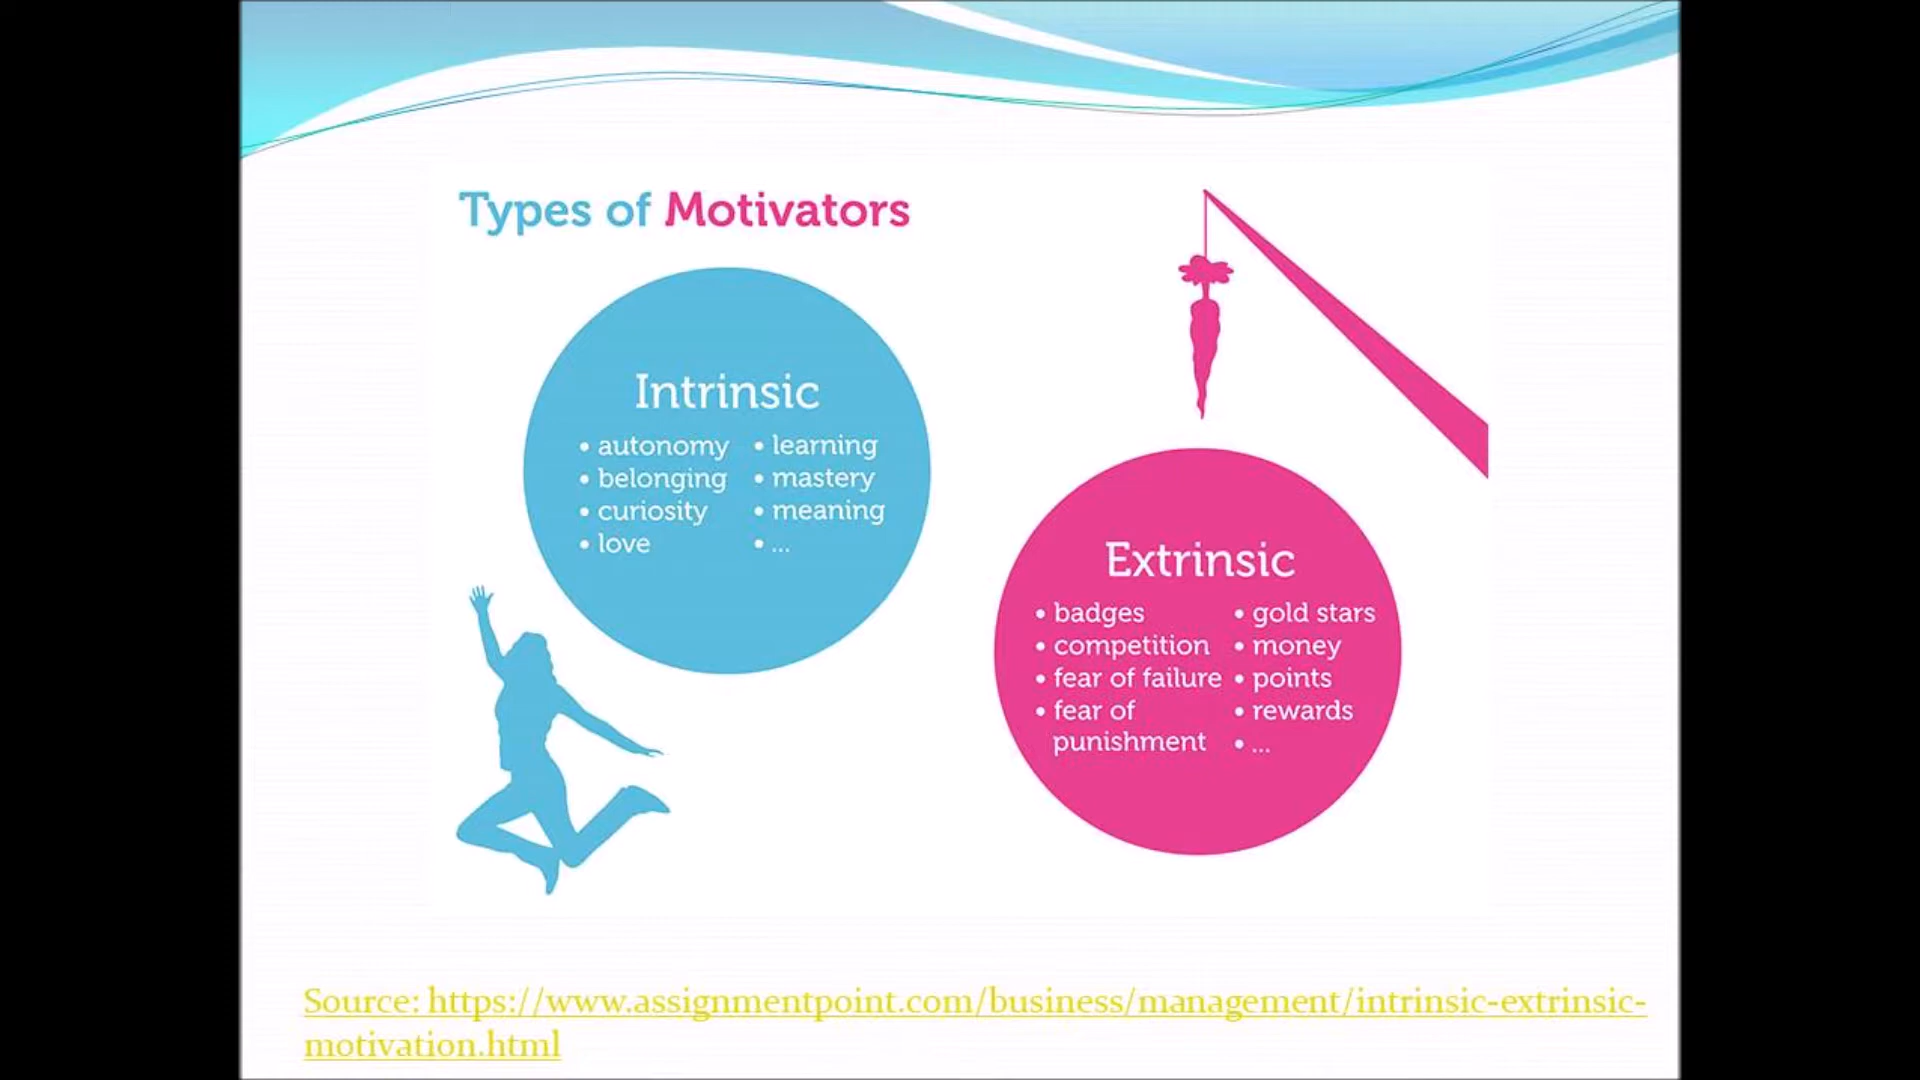 Types of Motivators
Intrinsic
• autonomy
• belonging
• curiosity
• love
• learning
• mastery
• meaning
• ...
Extrinsic
• badges
• competition
• fear of failure
• fear of
punishment
• gold stars
• money
• points
• rewards
• ...
Source: https://www.assignmentpoint.com/business/management/intrinsic-extrinsic-
motivation.html